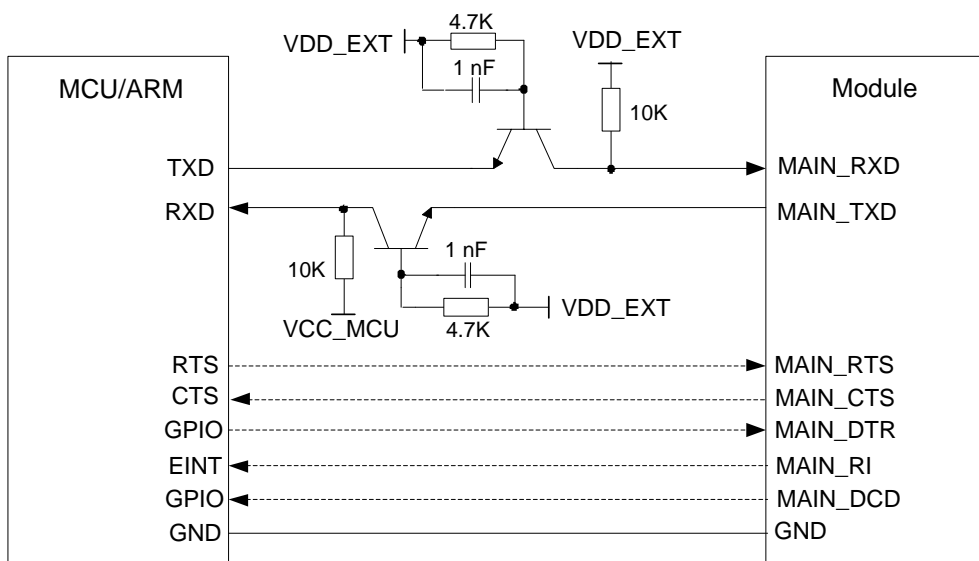 4.7K
VDD_EXT
VDD_EXT
1 nF
MCU/ARM
Module
10K
TXD
MAIN_RXD
RXD
MAIN_TXD
1 nF
10K
VDD_EXT
VCC_MCU
4.7K
RTS
MAIN_RTS
CTS
MAIN_CTS
GPIO
MAIN_DTR
EINT
MAIN_RI
GPIO
MAIN_DCD
GND
GND